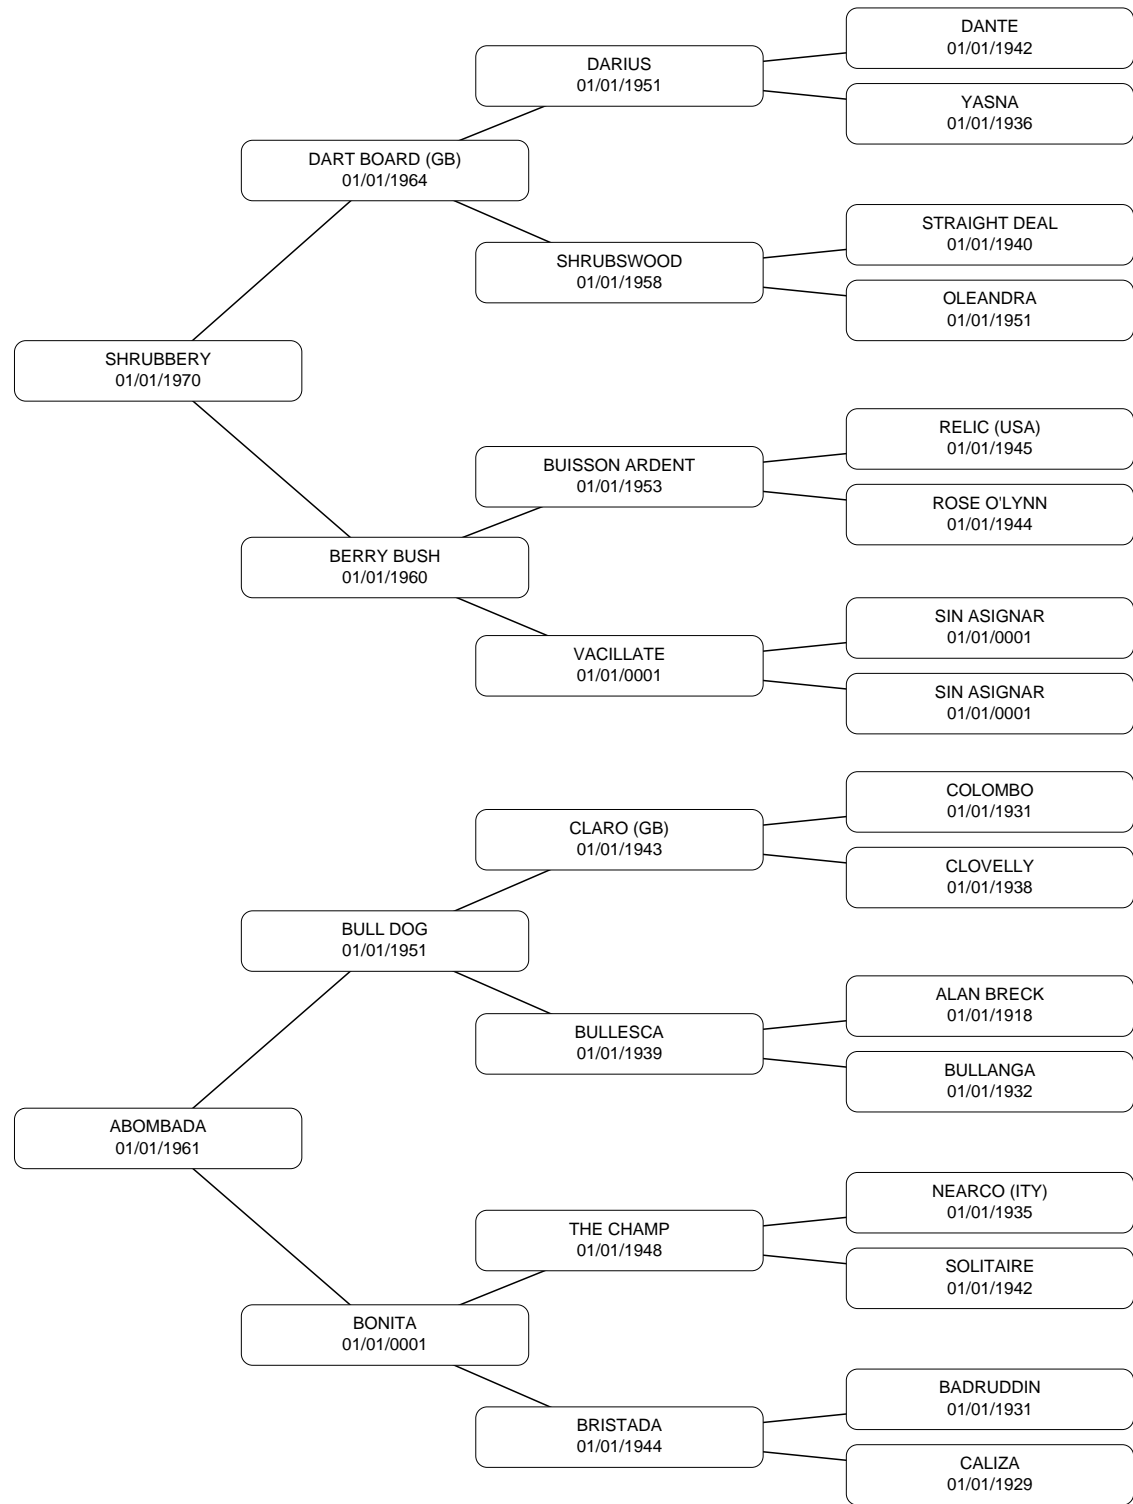 DANTE
01/01/1942
DARIUS
01/01/1951
YASNA
01/01/1936
DART BOARD (GB)
01/01/1964
STRAIGHT DEAL
01/01/1940
SHRUBSWOOD
01/01/1958
OLEANDRA
01/01/1951
SHRUBBERY
01/01/1970
RELIC (USA)
01/01/1945
BUISSON ARDENT
01/01/1953
ROSE O'LYNN
01/01/1944
BERRY BUSH
01/01/1960
SIN ASIGNAR
01/01/0001
VACILLATE
01/01/0001
SIN ASIGNAR
01/01/0001
COLOMBO
01/01/1931
CLARO (GB)
01/01/1943
CLOVELLY
01/01/1938
BULL DOG
01/01/1951
ALAN BRECK
01/01/1918
BULLESCA
01/01/1939
BULLANGA
01/01/1932
ABOMBADA
01/01/1961
NEARCO (ITY)
01/01/1935
THE CHAMP
01/01/1948
SOLITAIRE
01/01/1942
BONITA
01/01/0001
BADRUDDIN
01/01/1931
BRISTADA
01/01/1944
CALIZA
01/01/1929